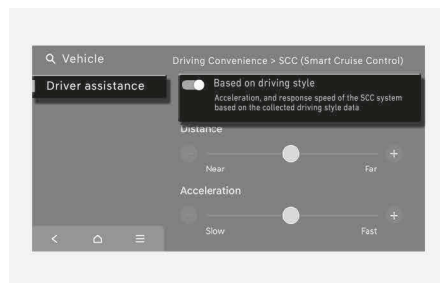 Vehicle
Driving Convenience > SCC (Smart Cruise Control)
Driver assistance
Based on driving style
Acceleration, and response speed of the SCC system
based on the collected driving style data
Distance
Near
Far
Acceleration
Slow
Fast